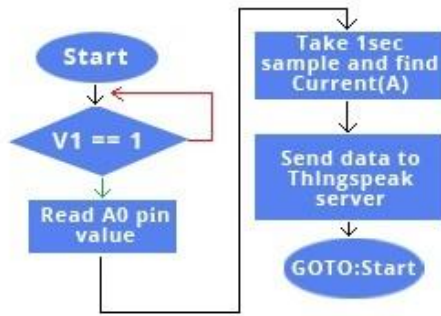 Start
V1 == 1
Read A0 pin
value
Take 1sec
sample and find
Current(A)
Send data to
ThIngspeak
server
GOTO:Start